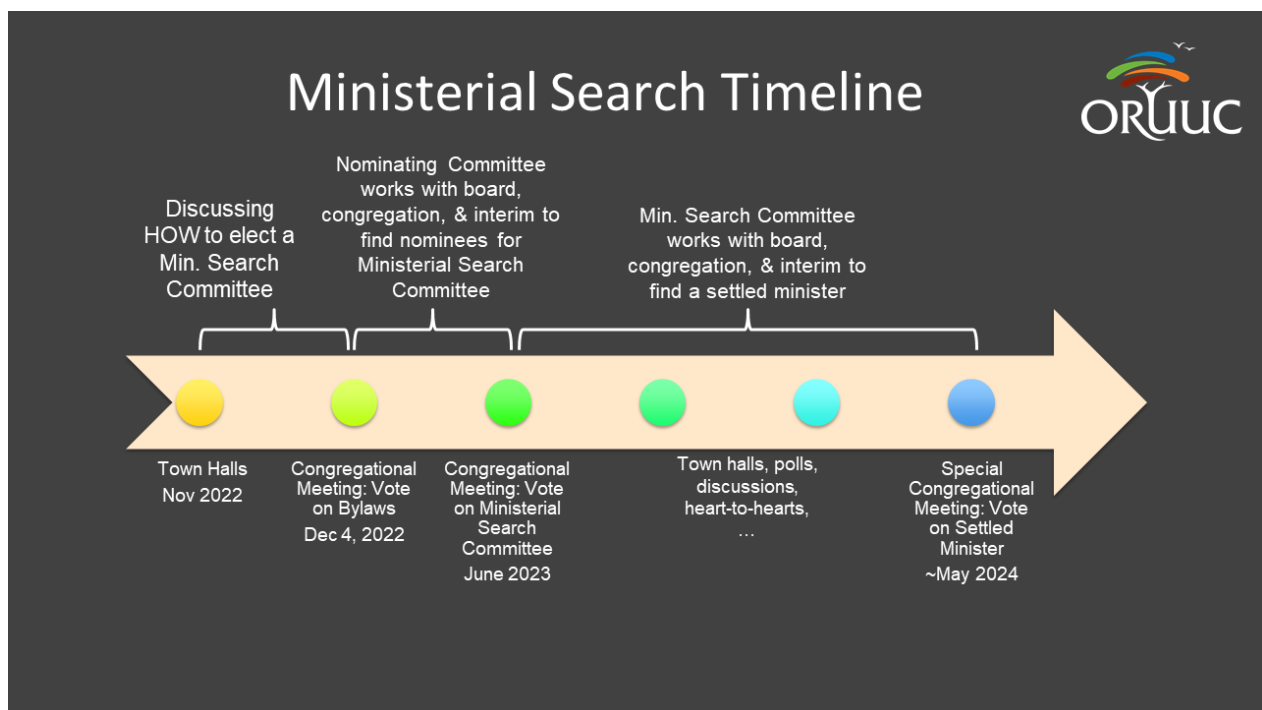 Ministerial Search Timeline
ORUUC
Discussing
HOW to elect a
Min. Search
Committee
Nominating Committee
works with board,
congregation, & interim to
find nominees for
Ministerial Search
Committee
Min. Search Committee
works with board,
congregation, & interim to
find a settled minister
Town Halls
Nov 2022
Congregational
Meeting: Vote
on Bylaws
Dec 4, 2022
Congregational
Meeting: Vote
on Ministerial
Search
Committee
June 2023
Town halls, polls,
discussions,
heart-to-hearts,
…
Special
Congregational
Meeting: Vote
on Settled
Minister
~May 2024